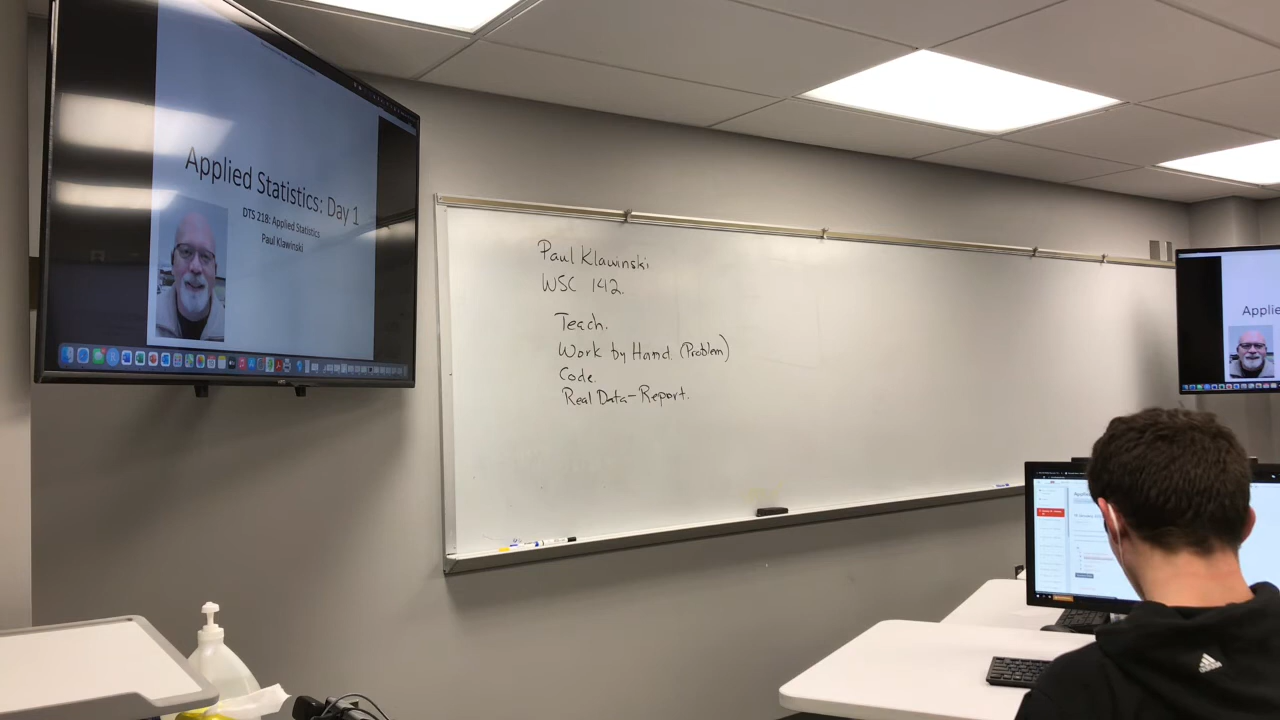 Applied Statistics: Day 1
DTS 218: Applied Statistics
Paul Klawinski
Paul Klawinski
WSC 142.
Teach.
Work by Hand. (Problem)
Code.
Real Data-Report.
Applie